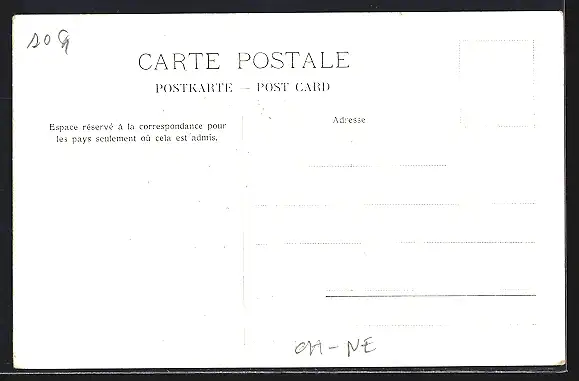 CARTE POSTALE
POSTKARTE — POST CARD
Espace réservé à la correspondance pour
les pays seulement où cela est admis.
Adresse
CH-NE